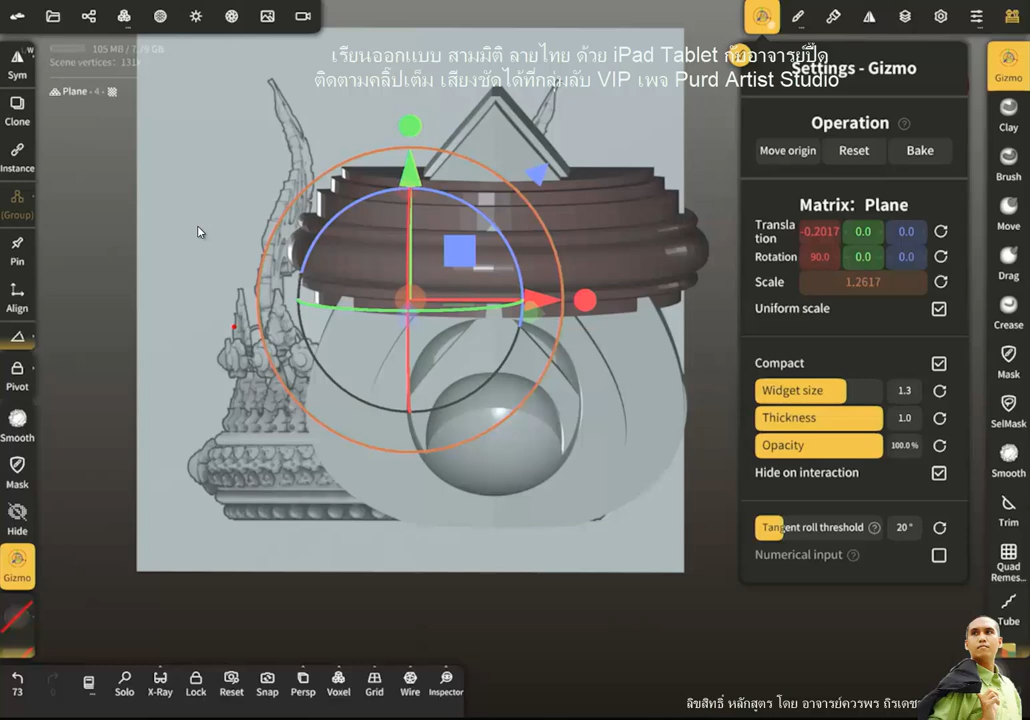 105 MB / 7.79 GB
Scene vertices: 131k
Plane - 4 -
เรียนออกแบบ สามมิติ ลายไทย ด้วย iPad Tablet กับอาจารย์ปื๊ด
ติดตามคลิ๊ปเต็ม เสียงชัดได้ที่กลุ่มลับ VIP เพจ Purd Artist Studio
Sym
Clone
Instance
(Group)
Pin
Align
Pivot
Smooth
Mask
Hide
Gizmo
Settings - Gizmo
Operation ?
Move origin Reset Bake
Matrix: Plane
Translation -0.2017 0.0 0.0
Rotation 90.0 0.0 0.0
Scale 1.2617
Uniform scale
Compact
Widget size 1.3
Thickness 1.0
Opacity 100.0 %
Hide on interaction
Tangent roll threshold ? 20 °
Numerical input ?
Gizmo
Clay
Brush
Move
Drag
Crease
Mask
SelMask
Smooth
Trim
Quad
Remes...
Tube
73 0 ... Solo X-Ray Lock Reset Snap Persp Voxel Grid Wire Inspector
ลิขสิทธิ์ หลักสูตร โดย อาจารย์ควรพร ถิรเดช